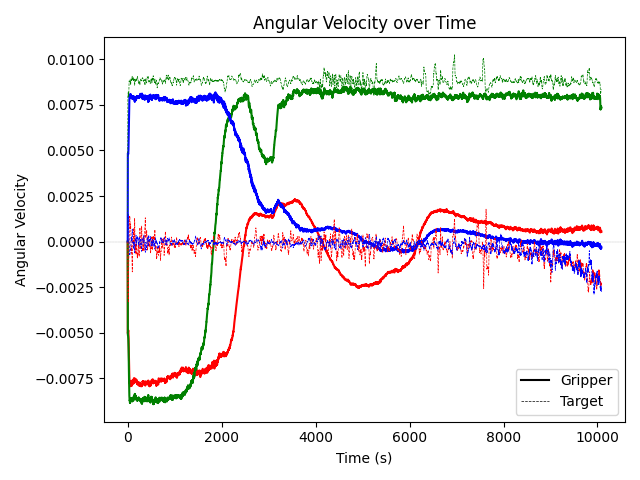 Angular Velocity over Time
0.0100
0.0075
0.0050
0.0025
0.0000
−0.0025
−0.0050
−0.0075
Angular Velocity
Gripper
Target
0 2000 4000 6000 8000 10000
Time (s)